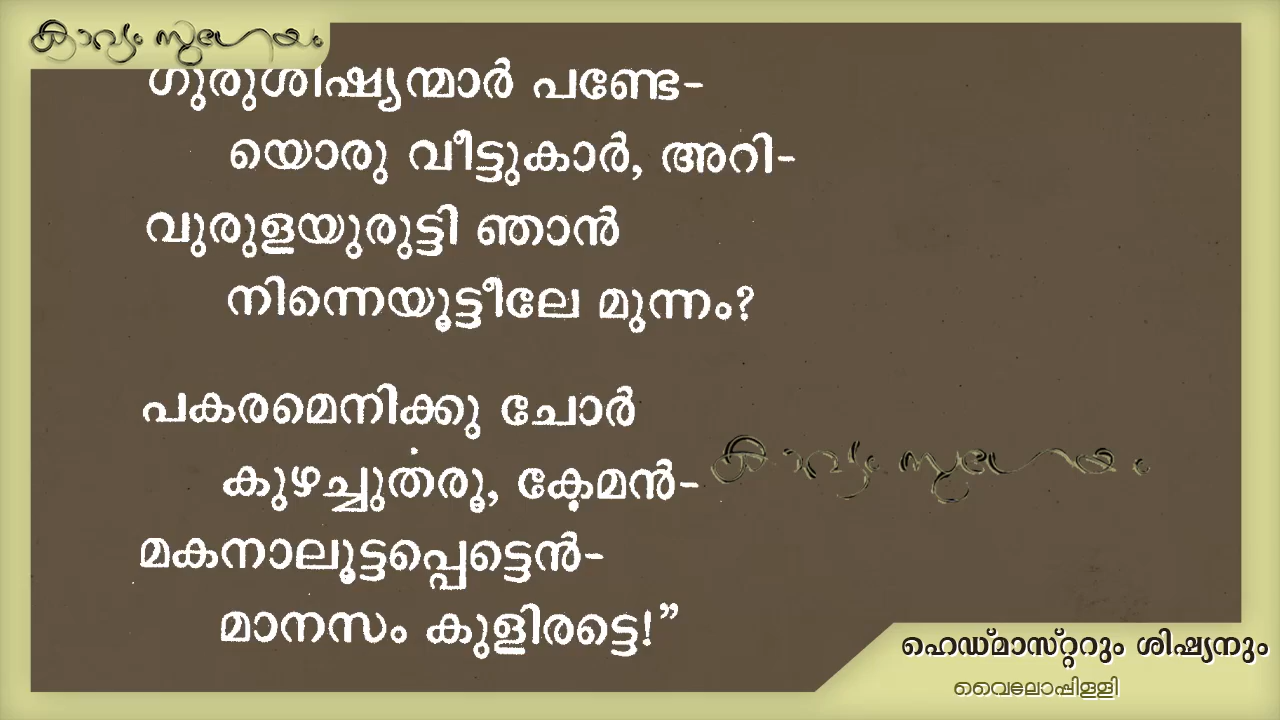 കാവ്യം സുഗേയം
ഗുരുശിഷ്യന്മാർ പണ്ടേ-
യൊരു വീട്ടുകാർ, അറി-
വുരുളയുരുട്ടി ഞാൻ
നിന്നെയൂട്ടീലേ മുന്നം?
പകരമെനിക്കു ചോർ
കുഴച്ചുതരൂ, കേമൻ-
മകനാലൂട്ടപ്പെട്ടെൻ-
മാനസം കുളിരട്ടെ!”
കാവ്യം സുഗേയം
ഹെഡ്മാസ്റ്ററും ശിഷ്യനും
വൈലോപ്പിള്ളി